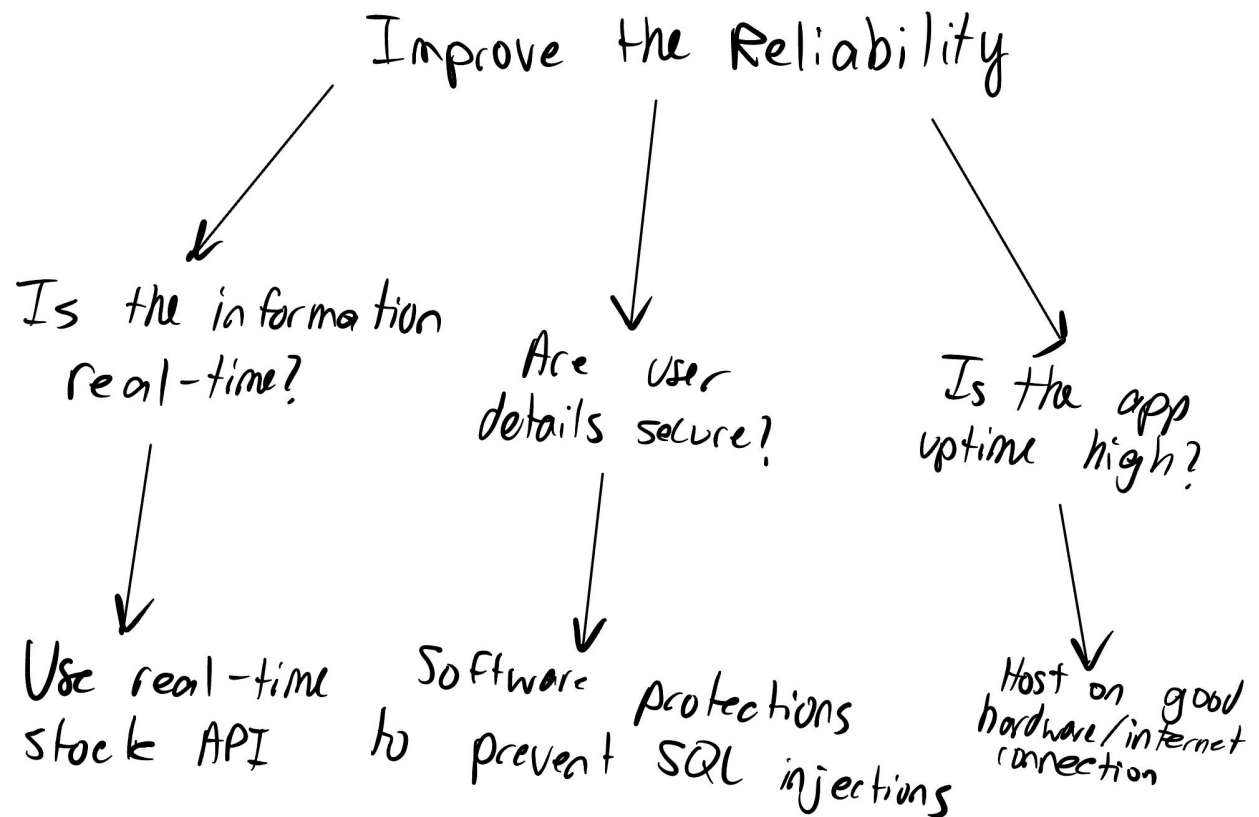 Improve the Reliability
Is the information
real-time?
Are user
details secure?
Is the app
uptime high?
Use real-time
stock API
Software protections
to prevent SQL injections
Host on good
hardware/internet
connection